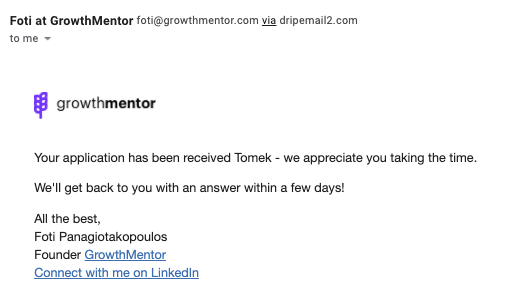 Foti at GrowthMentor foti@growthmentor.com via dripemail2.com
to me
growthmentor
Your application has been received Tomek - we appreciate you taking the time.
We'll get back to you with an answer within a few days!
All the best,
Foti Panagiotakopoulos
Founder GrowthMentor
Connect with me on LinkedIn